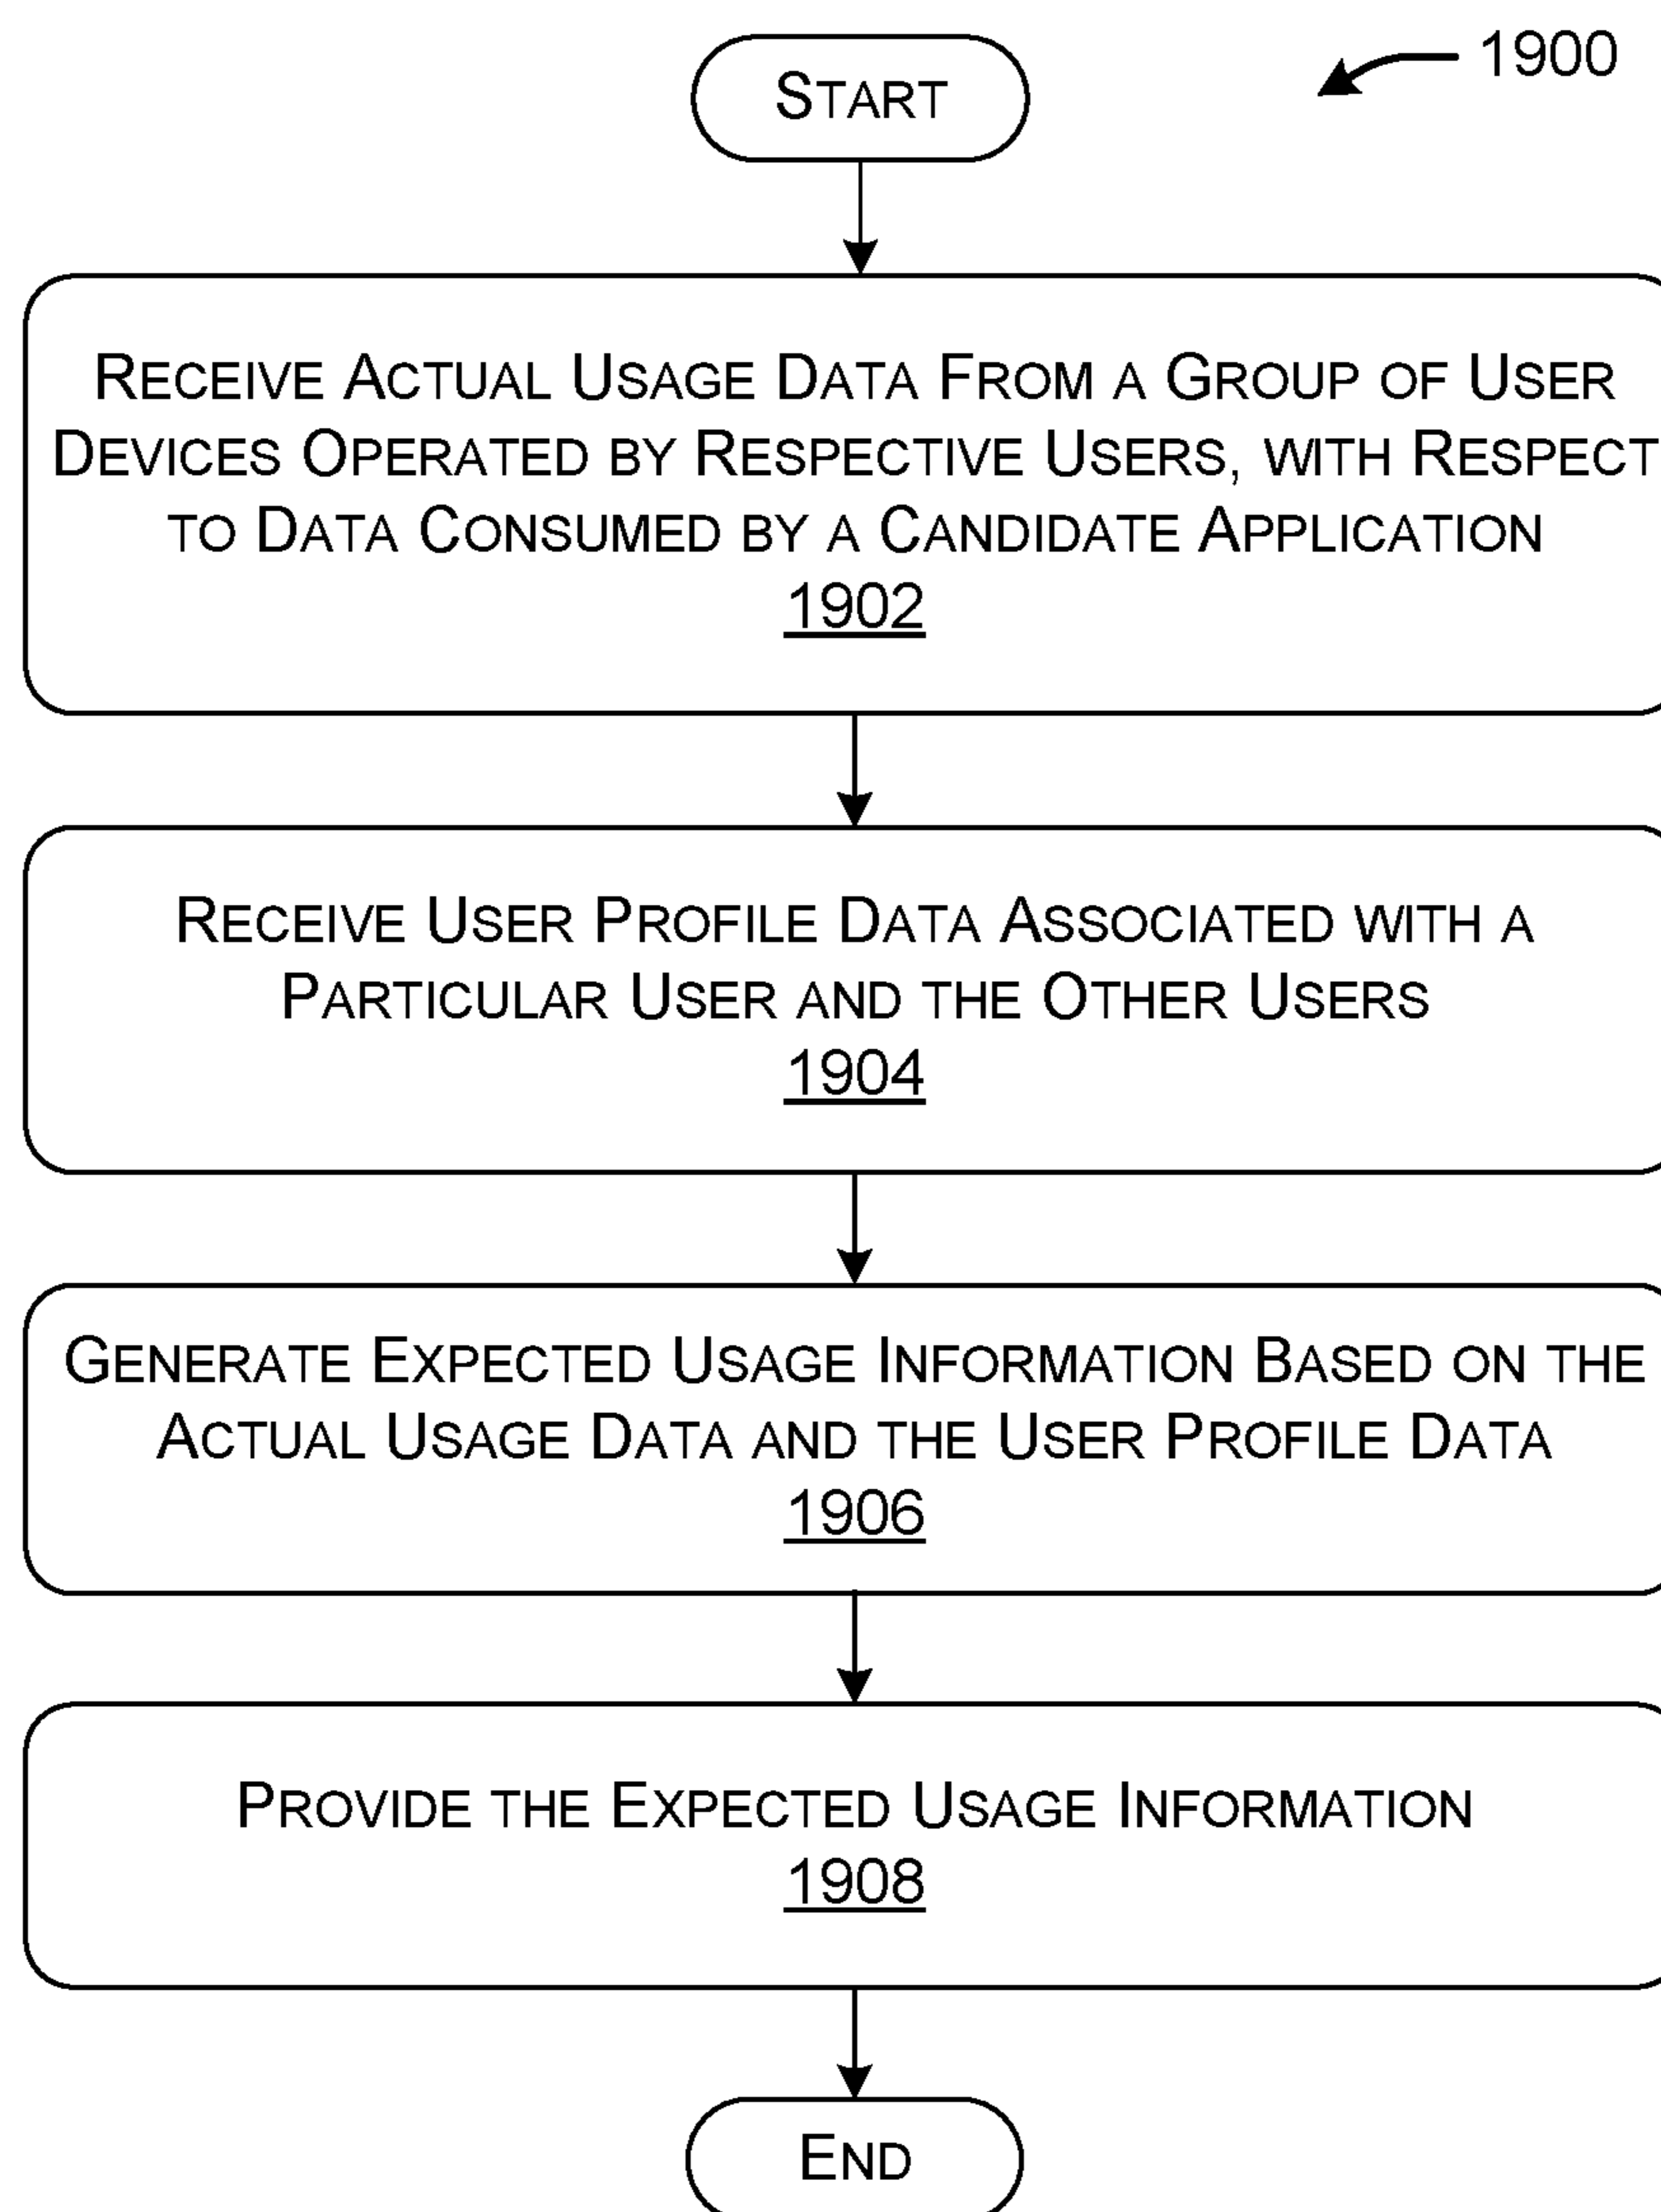 START
1900
RECEIVE ACTUAL USAGE DATA FROM A GROUP OF USER
DEVICES OPERATED BY RESPECTIVE USERS, WITH RESPECT
TO DATA CONSUMED BY A CANDIDATE APPLICATION
1902
RECEIVE USER PROFILE DATA ASSOCIATED WITH A
PARTICULAR USER AND THE OTHER USERS
1904
GENERATE EXPECTED USAGE INFORMATION BASED ON THE
ACTUAL USAGE DATA AND THE USER PROFILE DATA
1906
PROVIDE THE EXPECTED USAGE INFORMATION
1908
END